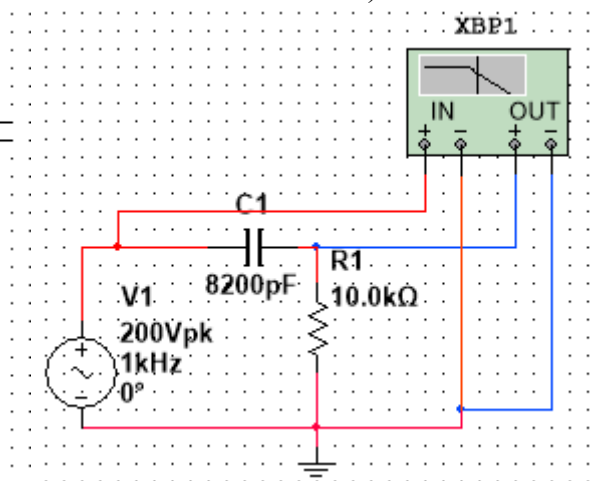 XBP1
IN OUT
+ − + −
C1
8200pF
R1
10.0kΩ
V1
200Vpk
1kHz
0°
+
−